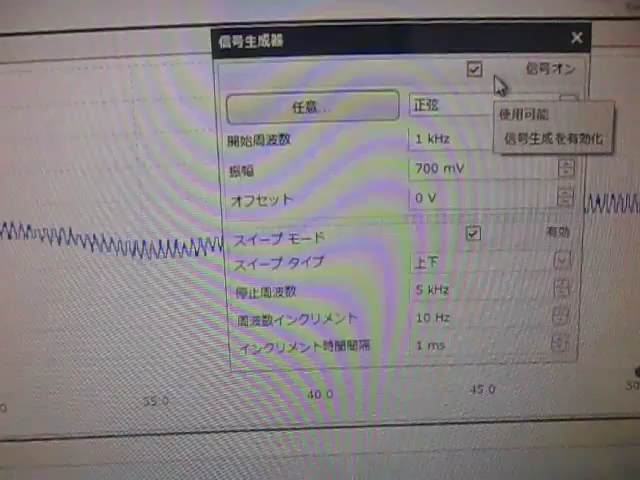 信号生成器
信号オン
任意...
正弦
使用可能
信号生成を有効化
開始周波数
1 kHz
振幅
700 mV
オフセット
0 V
スイープ モード
有効
スイープ タイプ
上下
停止周波数
5 kHz
周波数インクリメント
10 Hz
インクリメント時間間隔
1 ms
35.0
40.0
45.0